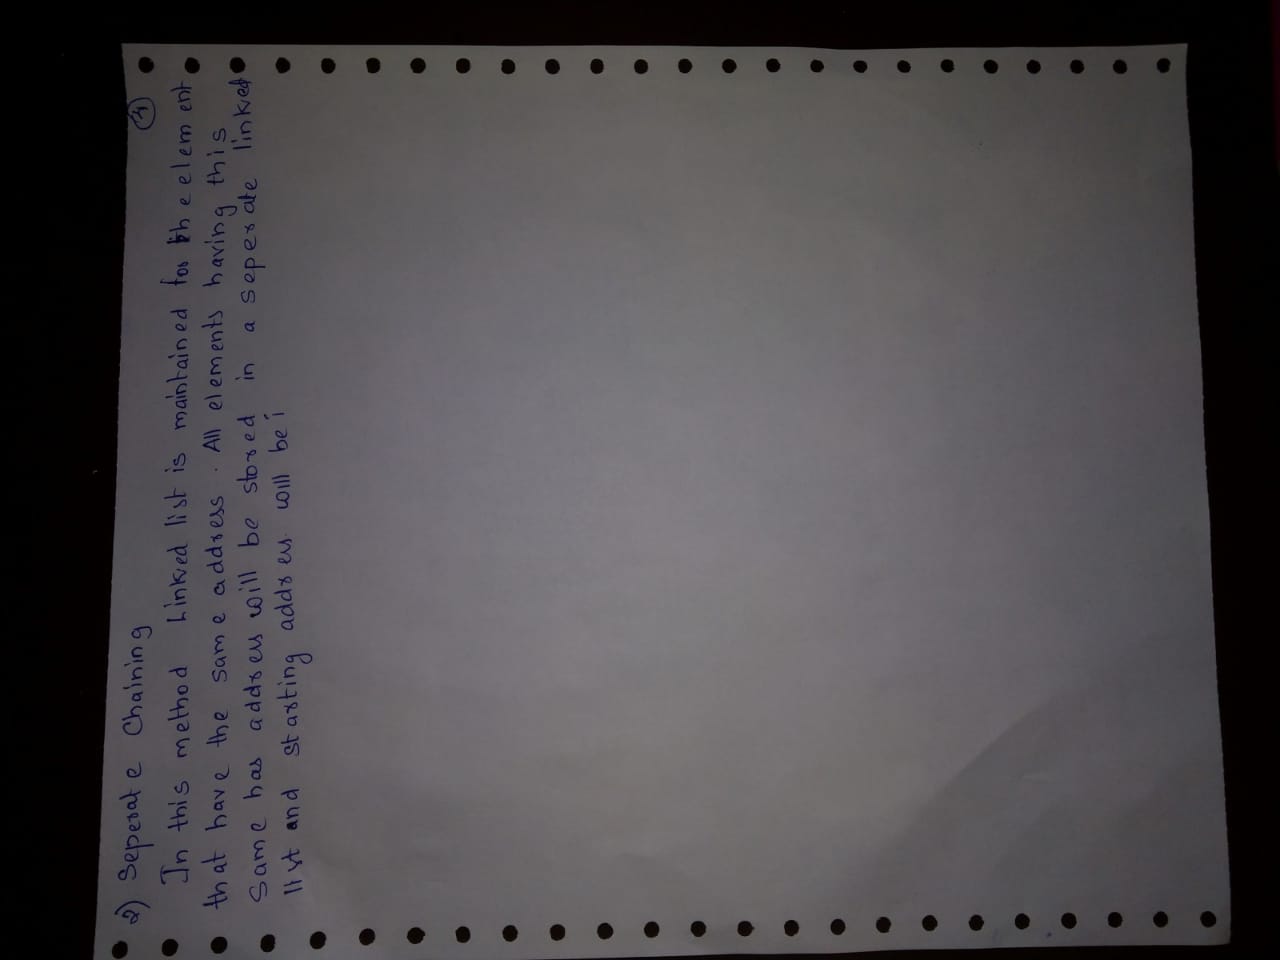 2) Seperate Chaining
In this method Linked list is maintained for the element
that have the same address. All elements having this
Same has address will be stored in a seperate linked
list and starting address will be i